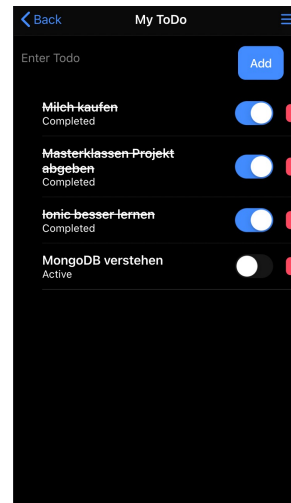 Back
My ToDo
Enter Todo
Add
Milch kaufen
Completed
Masterklassen Projekt
abgeben
Completed
Ionic besser lernen
Completed
MongoDB verstehen
Active